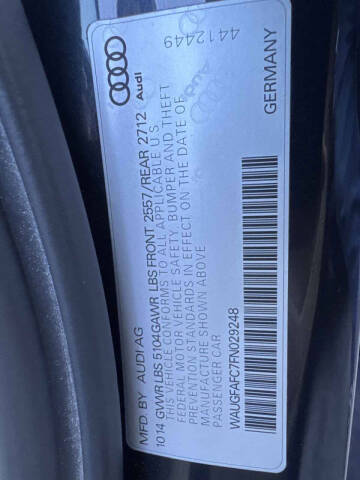 MFD. BY AUDI AG
10 14 GVWR LBS 5104 GAWR LBS FRONT 2557/REAR 2712
THIS VEHICLE CONFORMS TO ALL APPLICABLE U.S.
FEDERAL MOTOR VEHICLE SAFETY, BUMPER AND THEFT
PREVENTION STANDARDS IN EFFECT ON THE DATE OF
MANUFACTURE SHOWN ABOVE
PASSENGER CAR
WAUGFAFC7FN029248
GERMANY
Audi
4412449